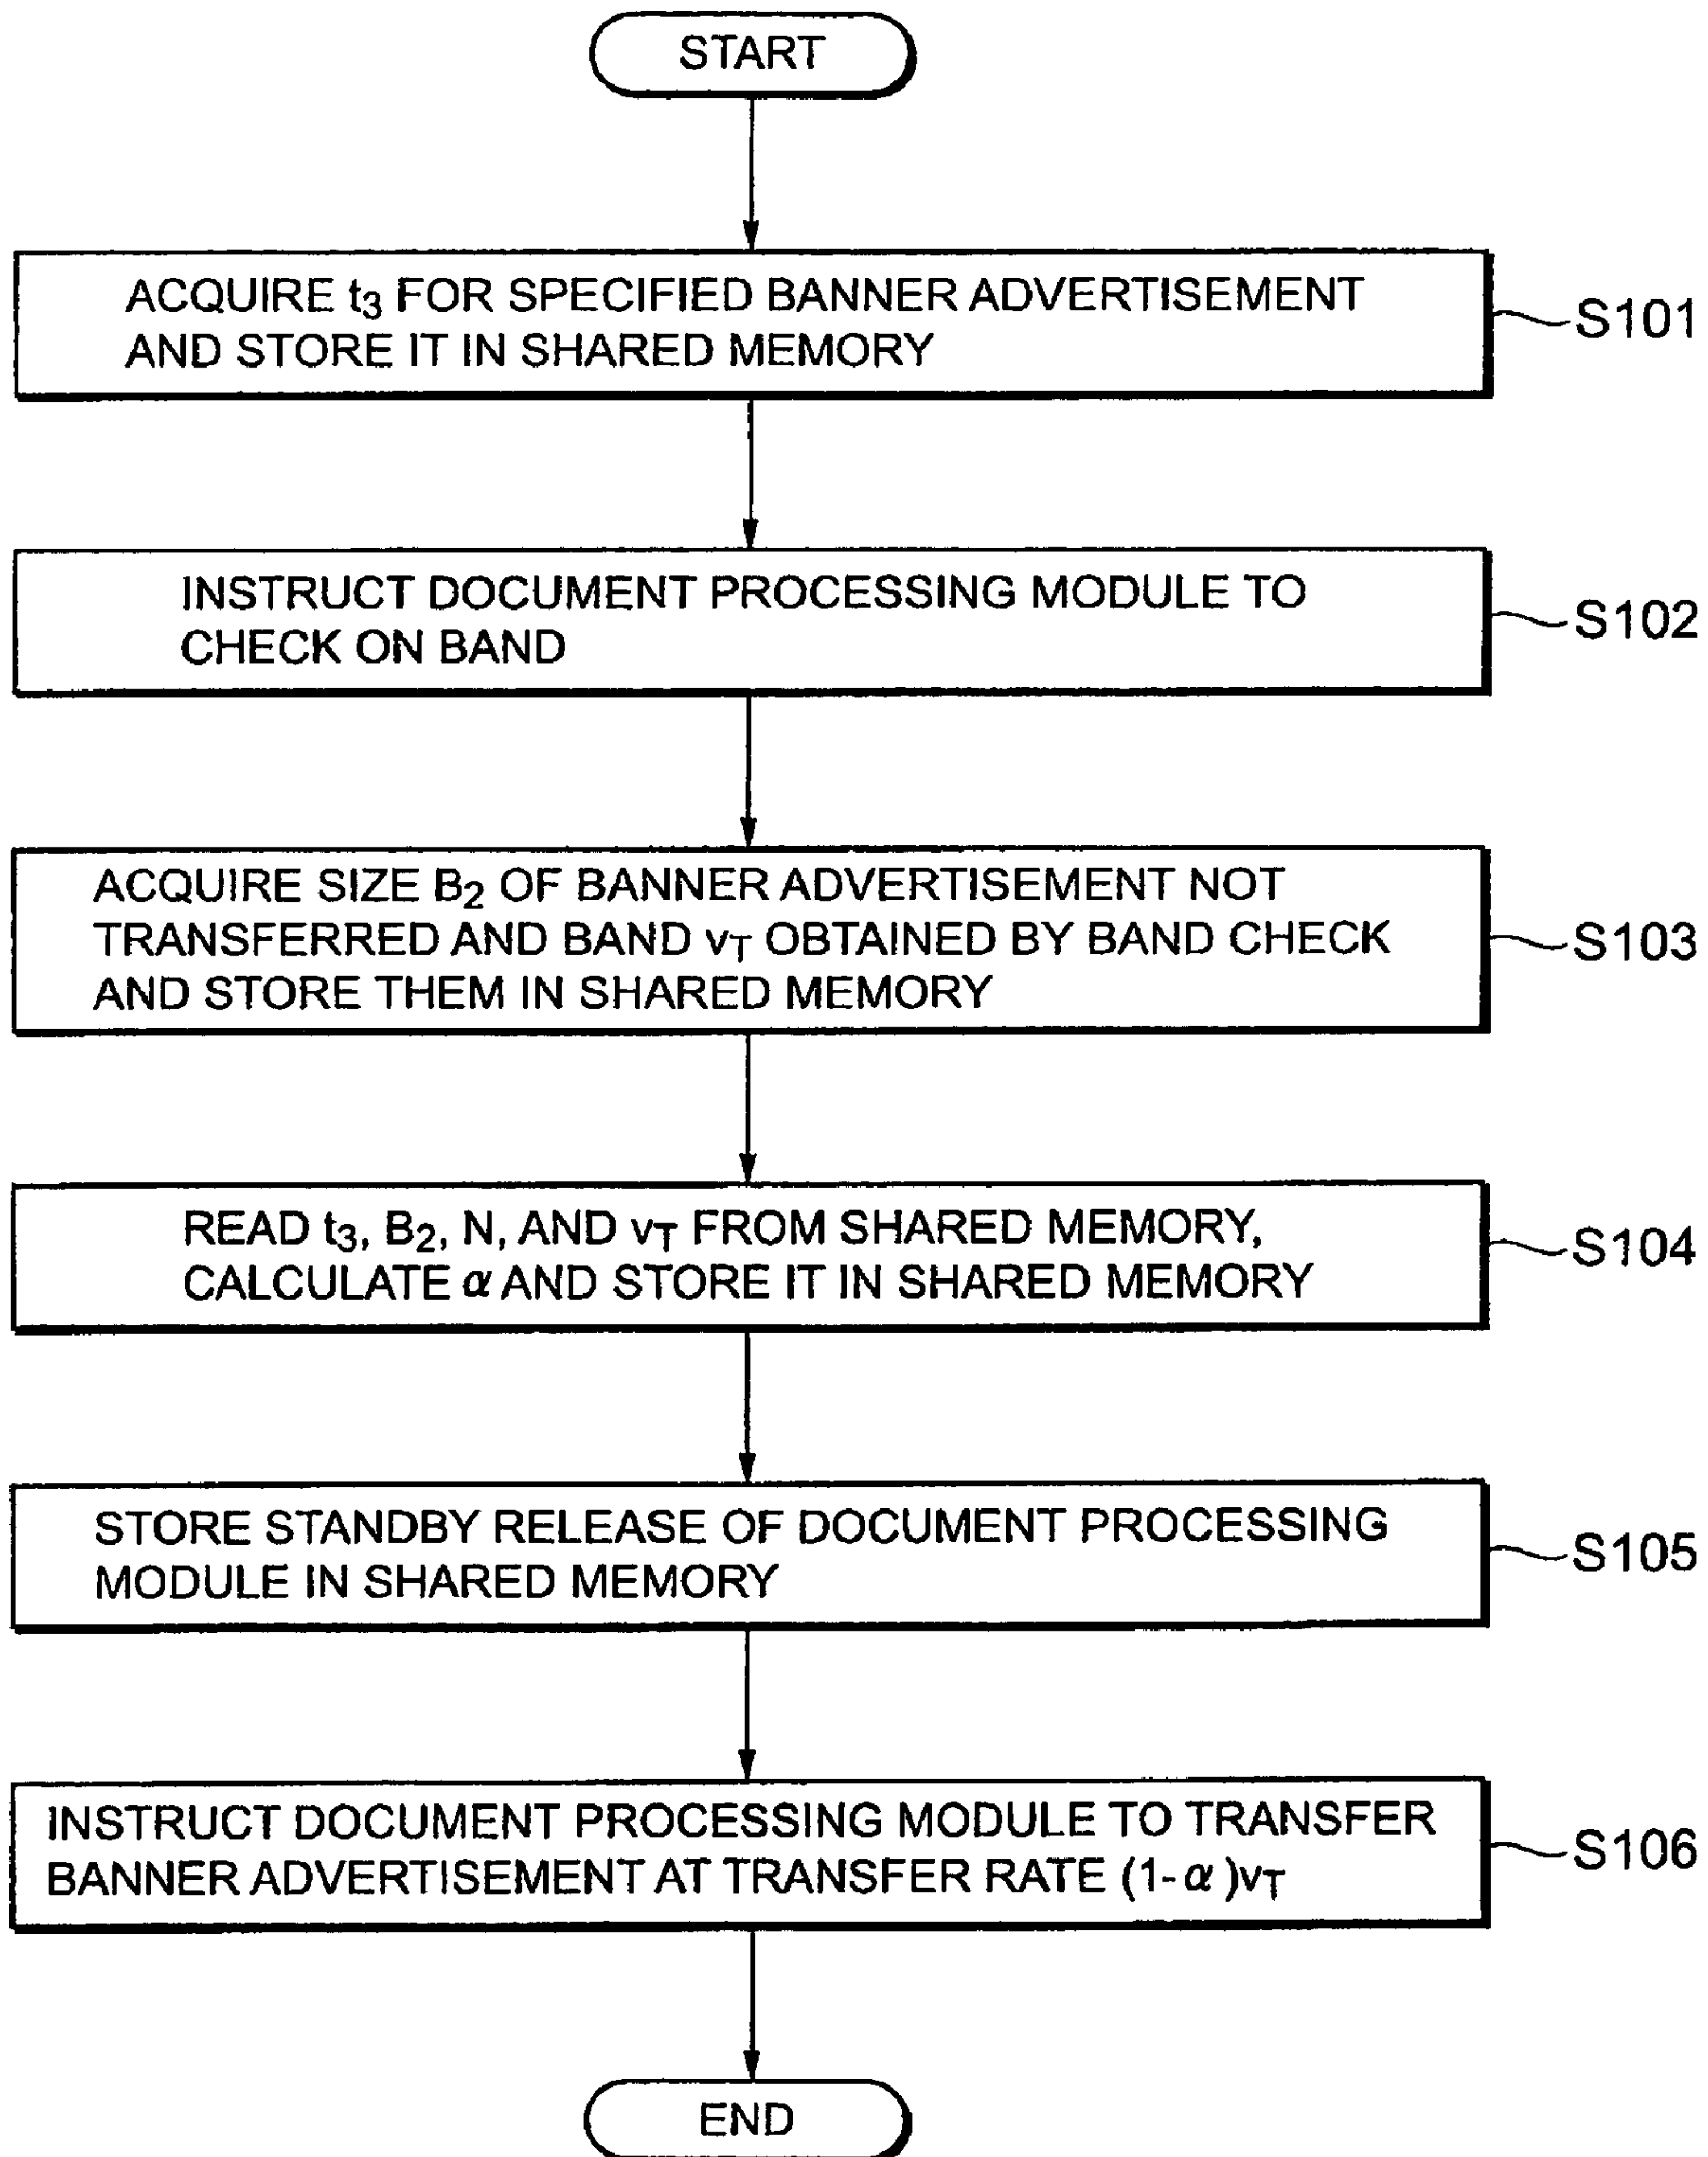 START
ACQUIRE t₃ FOR SPECIFIED BANNER ADVERTISEMENT
AND STORE IT IN SHARED MEMORY
S101
INSTRUCT DOCUMENT PROCESSING MODULE TO
CHECK ON BAND
S102
ACQUIRE SIZE B₂ OF BANNER ADVERTISEMENT NOT
TRANSFERRED AND BAND v_T OBTAINED BY BAND CHECK
AND STORE THEM IN SHARED MEMORY
S103
READ t₃, B₂, N, AND v_T FROM SHARED MEMORY,
CALCULATE α AND STORE IT IN SHARED MEMORY
S104
STORE STANDBY RELEASE OF DOCUMENT PROCESSING
MODULE IN SHARED MEMORY
S105
INSTRUCT DOCUMENT PROCESSING MODULE TO TRANSFER
BANNER ADVERTISEMENT AT TRANSFER RATE (1-α)v_T
S106
END